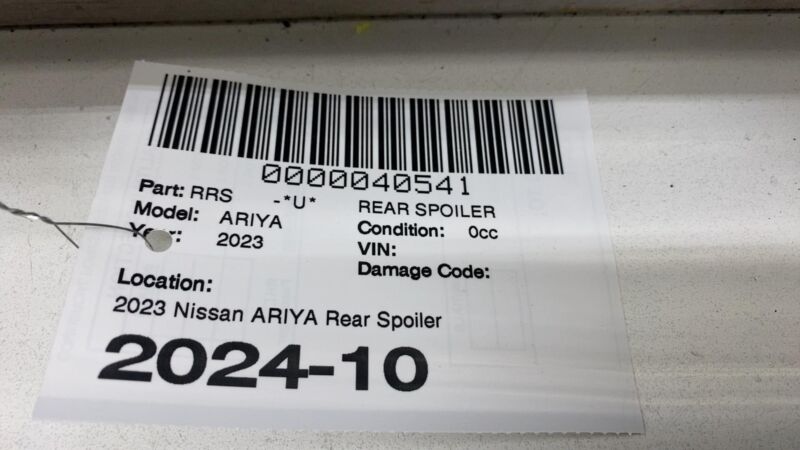 0000040541
Part: RRS -*U* REAR SPOILER
Model: ARIYA Condition: 0cc
Year: 2023 VIN:
Damage Code:
Location:
2023 Nissan ARIYA Rear Spoiler
2024-10